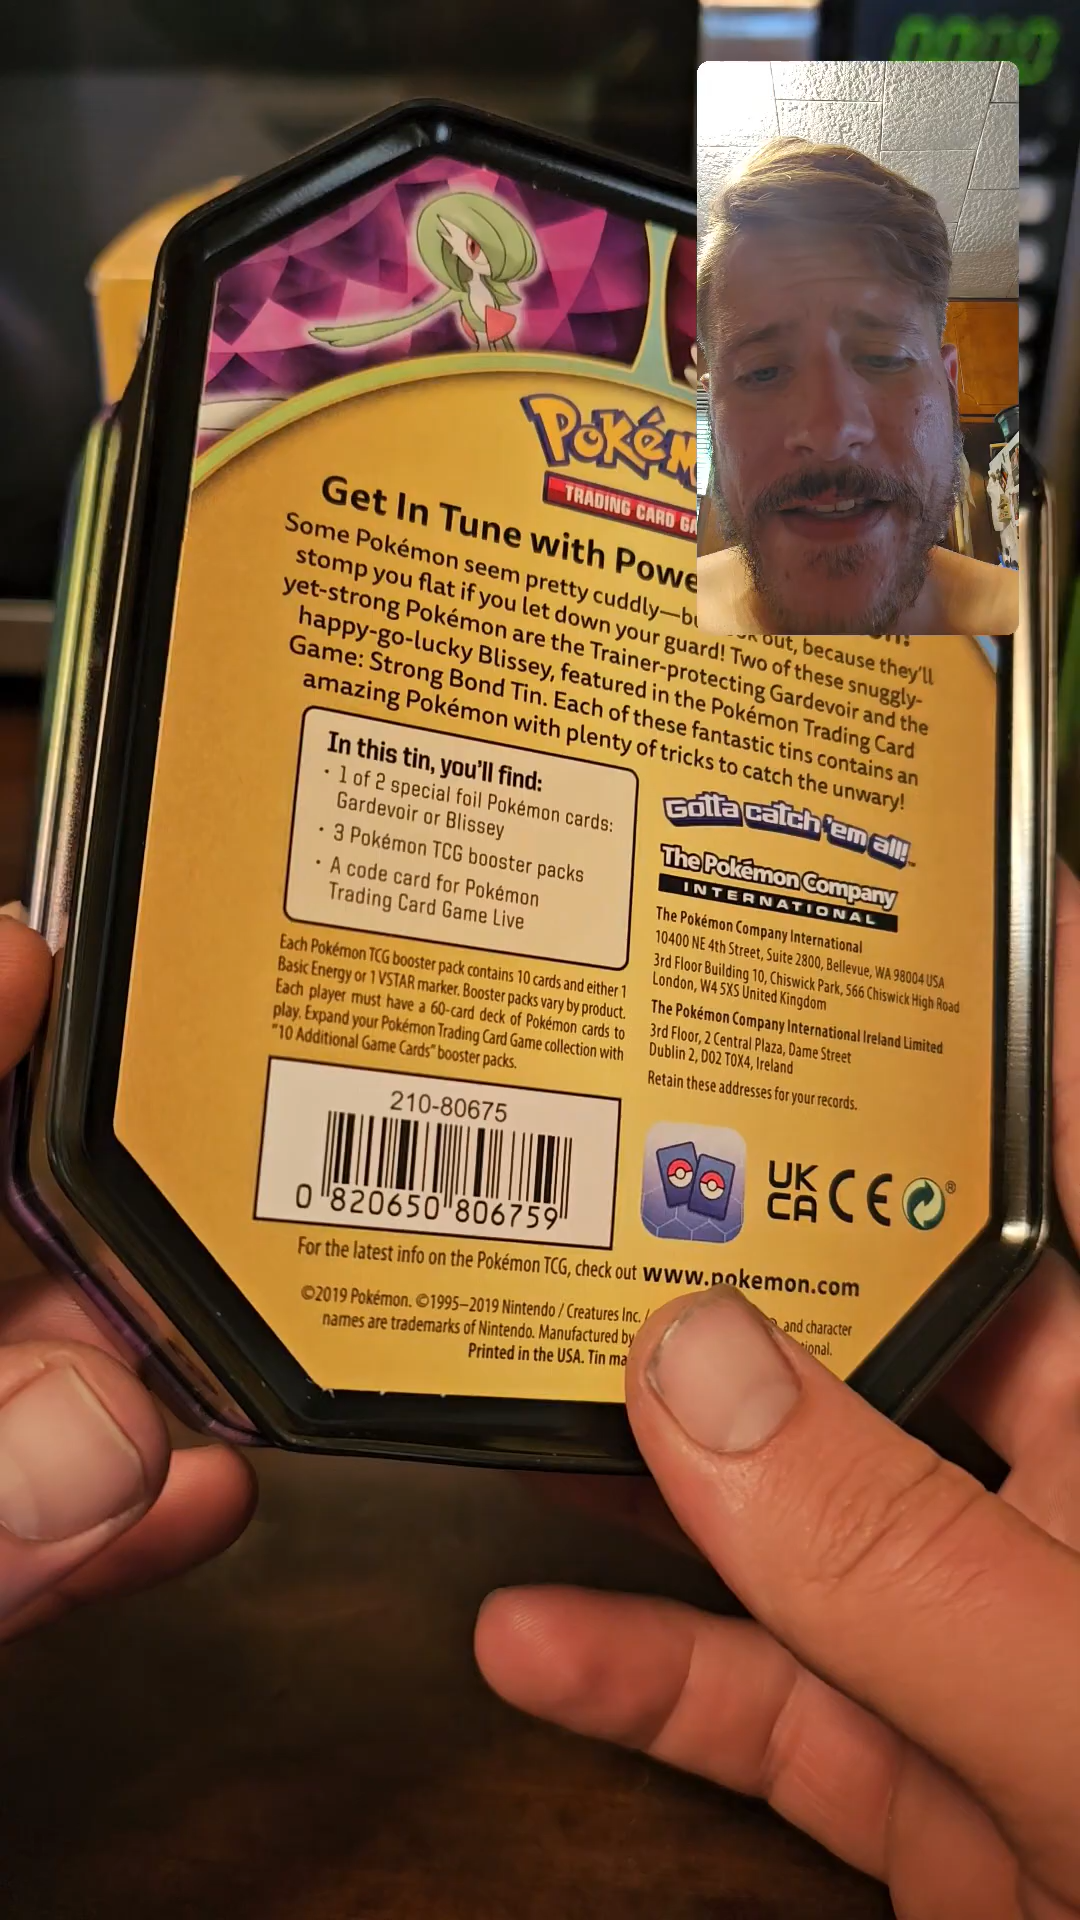 Pokém
TRADING CARD GA
Get In Tune with Powe
Some Pokémon seem pretty cuddly—bu out, because they'll
stomp you flat if you let down your guard! Two of these snuggly-
yet-strong Pokémon are the Trainer-protecting Gardevoir and the
happy-go-lucky Blissey, featured in the Pokémon Trading Card
Game: Strong Bond Tin. Each of these fantastic tins contains an
amazing Pokémon with plenty of tricks to catch the unwary!
In this tin, you'll find:
· 1 of 2 special foil Pokémon cards:
Gardevoir or Blissey
· 3 Pokémon TCG booster packs
· A code card for Pokémon
Trading Card Game Live
Each Pokémon TCG booster pack contains 10 cards and either 1
Basic Energy or 1 VSTAR marker. Booster packs vary by product.
Each player must have a 60-card deck of Pokémon cards to
play. Expand your Pokémon Trading Card Game collection with
"10 Additional Game Cards" booster packs.
Gotta catch 'em all!
The Pokémon Company
INTERNATIONAL
The Pokémon Company International
10400 NE 4th Street, Suite 2800, Bellevue, WA 98004 USA
3rd Floor Building 10, Chiswick Park, 566 Chiswick High Road
London, W4 5XS United Kingdom
The Pokémon Company International Ireland Limited
3rd Floor, 2 Central Plaza, Dame Street
Dublin 2, D02 T0X4, Ireland
Retain these addresses for your records.
210-80675
0 820650 806759
UK
CA CE ®
For the latest info on the Pokémon TCG, check out www.pokemon.com
©2019 Pokémon. ©1995–2019 Nintendo / Creatures Inc. / and character
names are trademarks of Nintendo. Manufactured by ional.
Printed in the USA. Tin ma